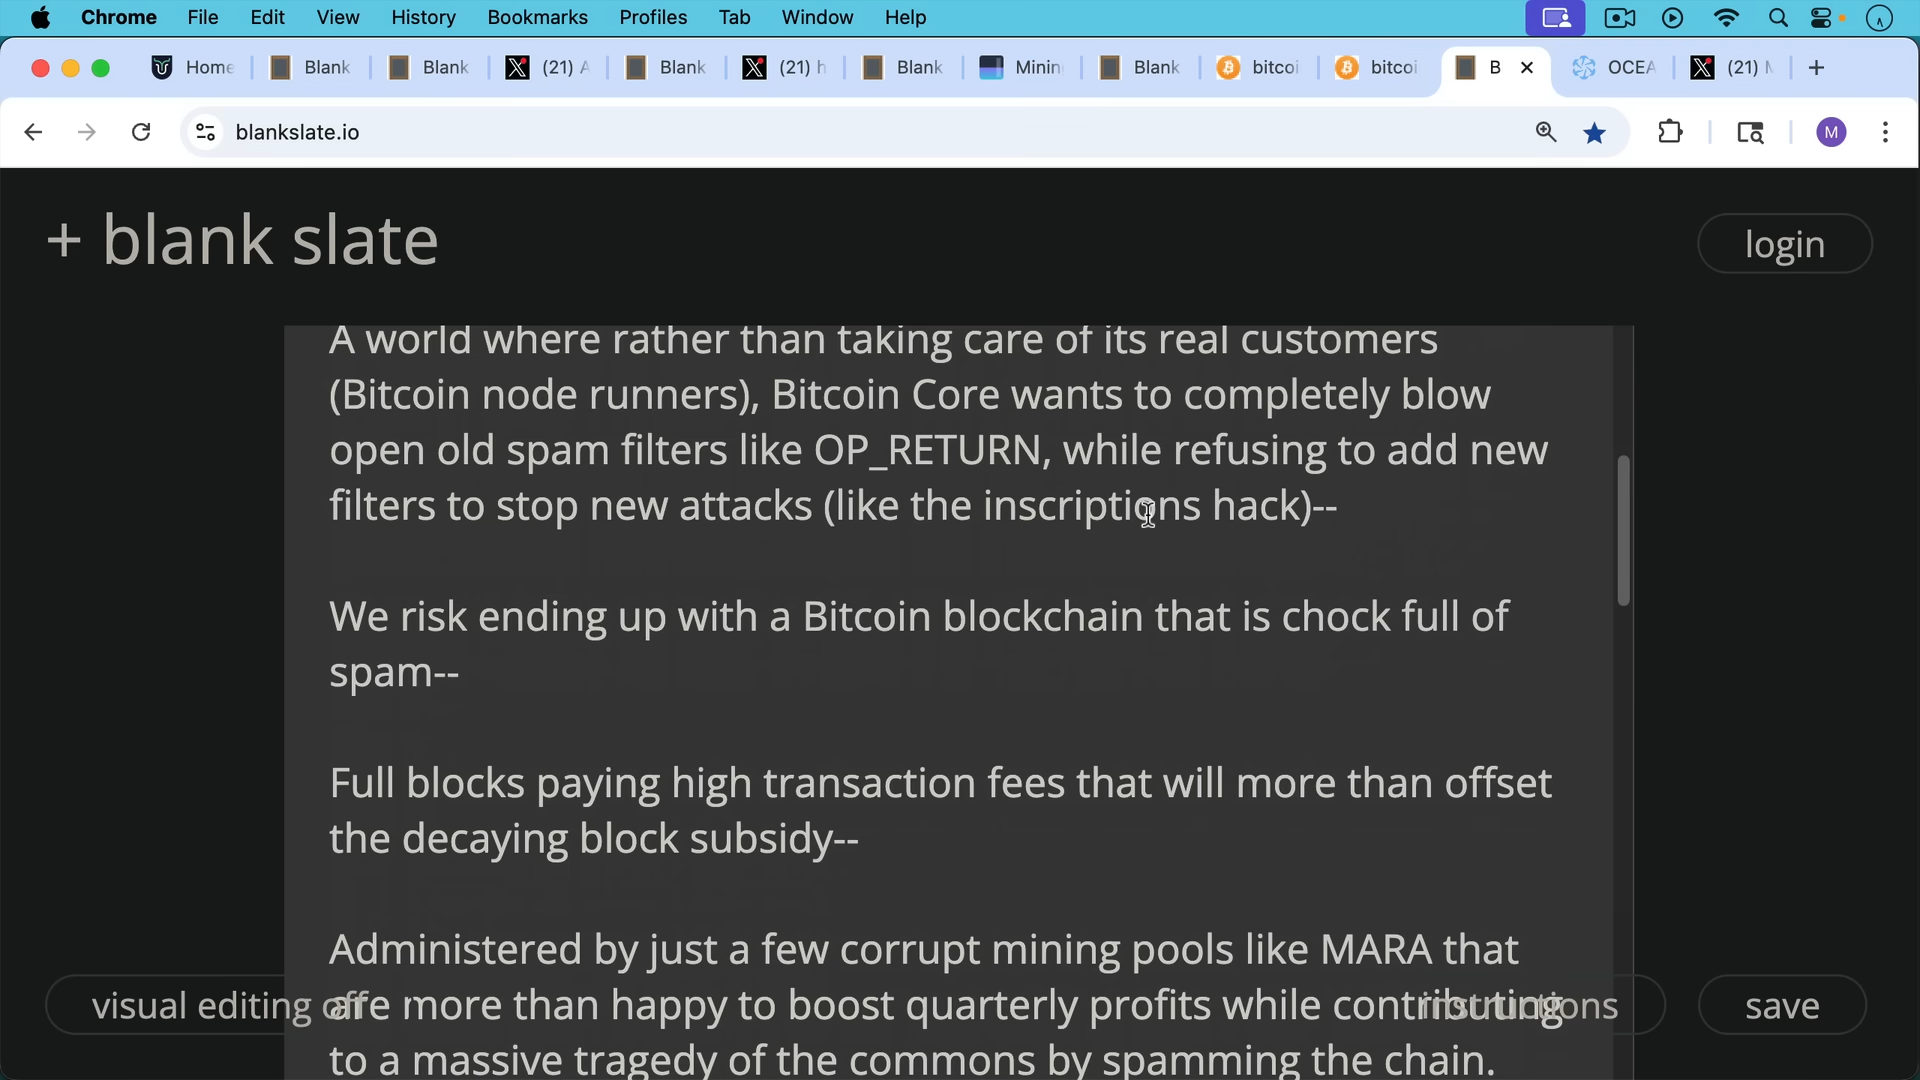 Chrome File Edit View History Bookmarks Profiles Tab Window Help
Home Blank Blank (21) A Blank (21) h Blank Minin Blank bitcoi bitcoi B OCEA (21) N
blankslate.io M
+ blank slate login
A world where rather than taking care of its real customers
(Bitcoin node runners), Bitcoin Core wants to completely blow
open old spam filters like OP_RETURN, while refusing to add new
filters to stop new attacks (like the inscriptions hack)--
We risk ending up with a Bitcoin blockchain that is chock full of
spam--
Full blocks paying high transaction fees that will more than offset
the decaying block subsidy--
Administered by just a few corrupt mining pools like MARA that
are more than happy to boost quarterly profits while contributing
to a massive tragedy of the commons by spamming the chain.
visual editing off instructions save